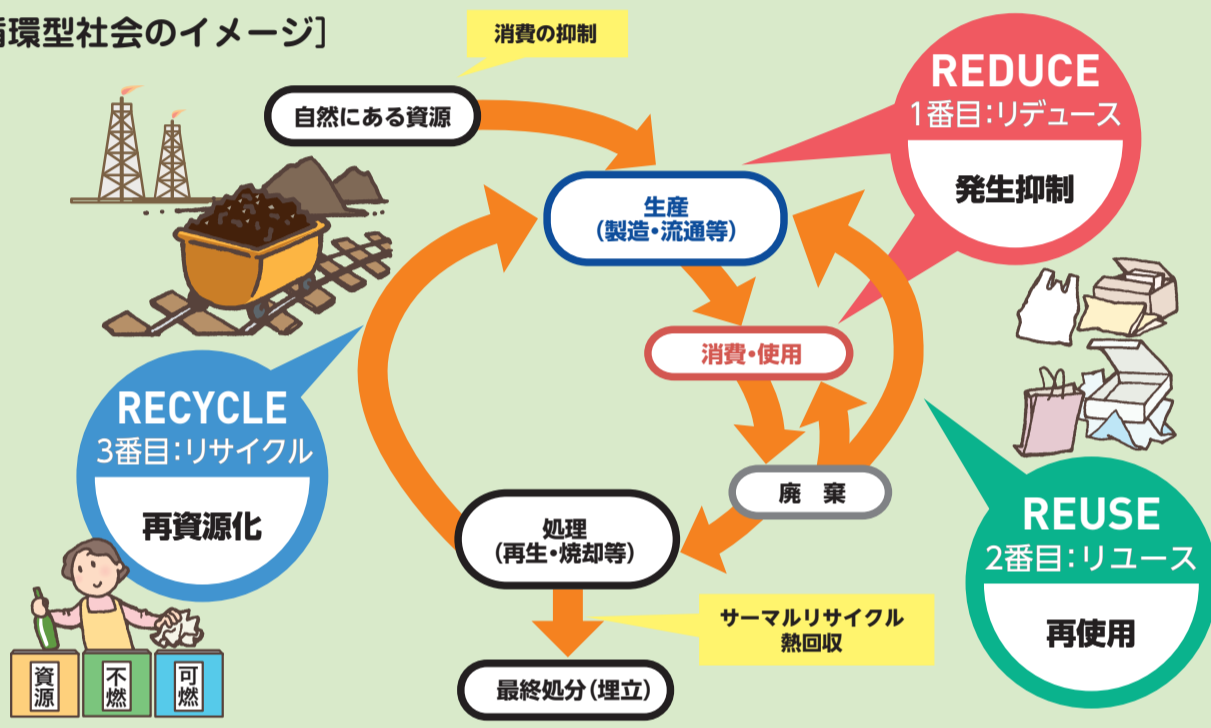 環型社会のイメージ]
消費の抑制
自然にある資源
REDUCE
1番目:リデュース
発生抑制
生産
(製造・流通等)
消費・使用
RECYCLE
3番目:リサイクル
再資源化
廃 棄
処理
(再生・焼却等)
REUSE
2番目:リユース
再使用
サーマルリサイクル
熱回収
最終処分(埋立)
資源
不燃
可燃